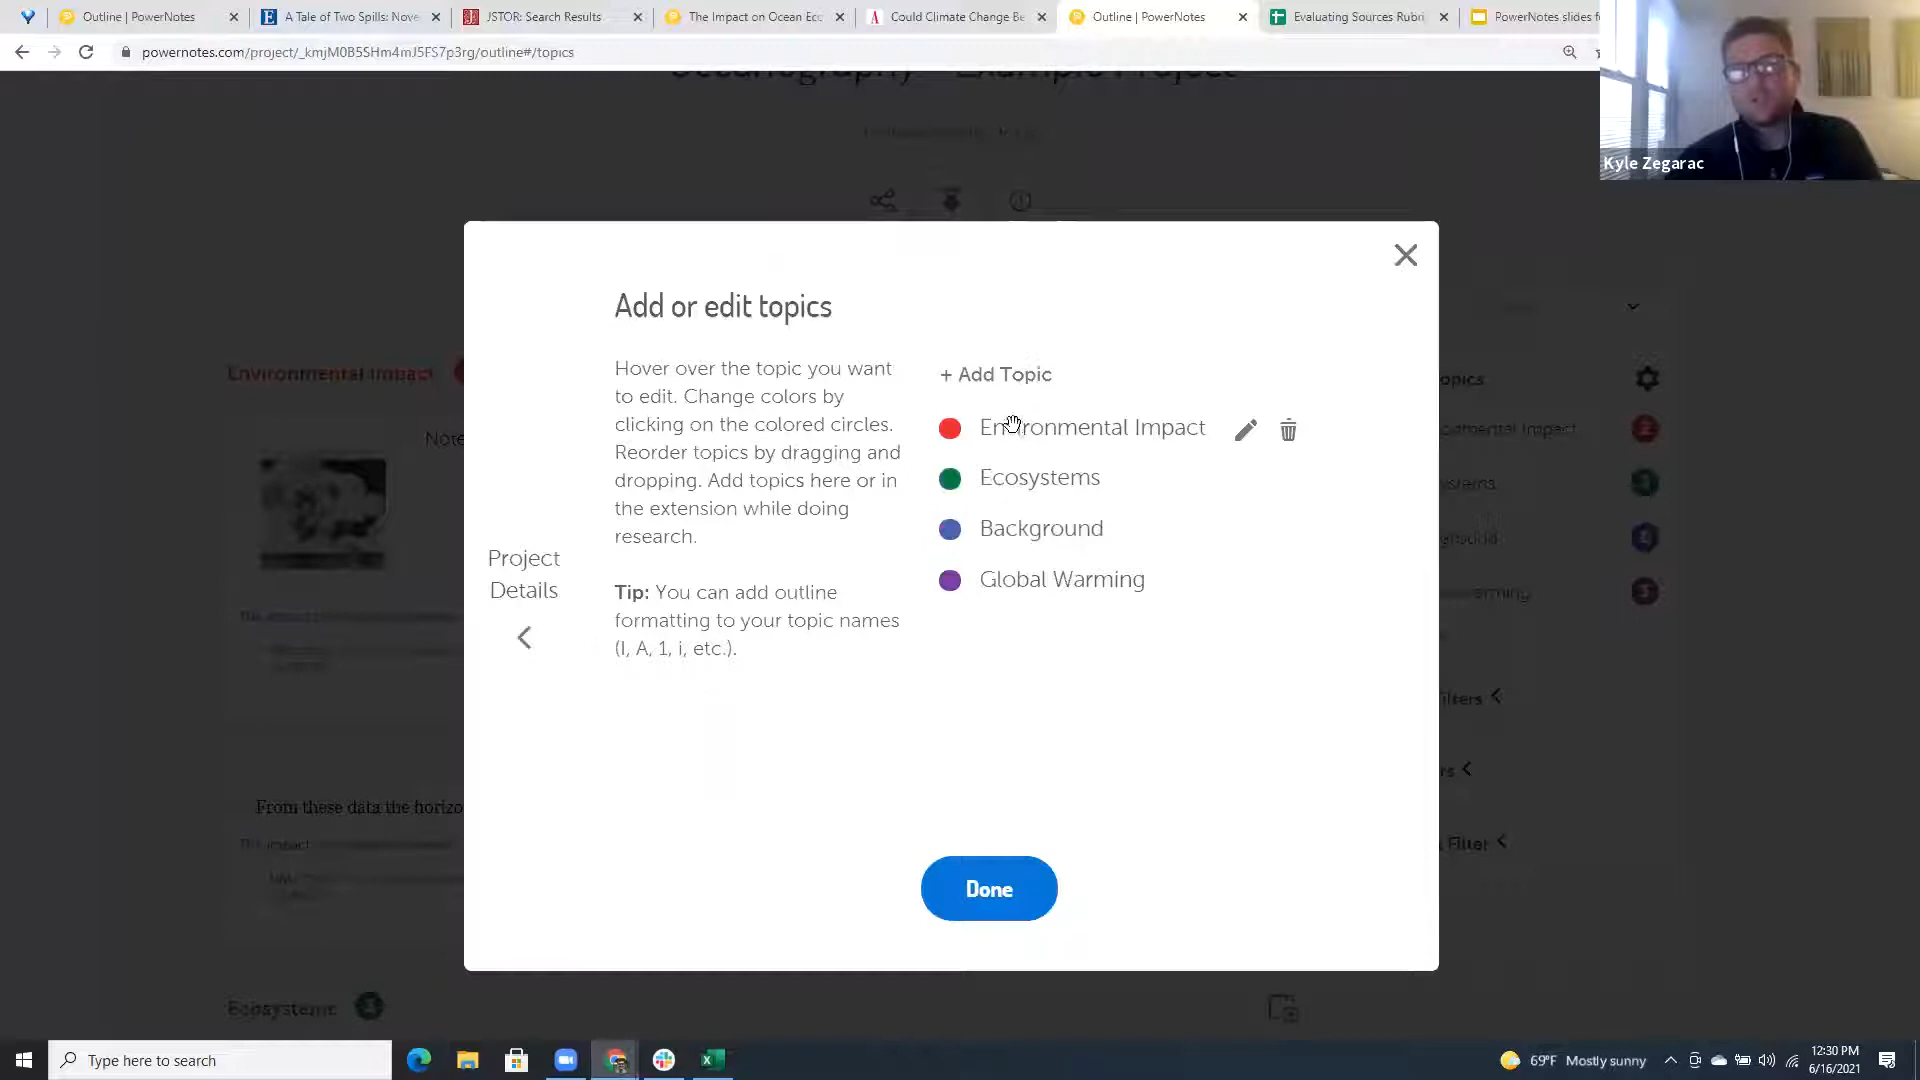 Outline | PowerNotes
A Tale of Two Spills: Nove
JSTOR: Search Results
The Impact on Ocean Eco
Could Climate Change Be
Outline | PowerNotes
Evaluating Sources Rubri
PowerNotes slides f
powernotes.com/project/_kmjM0B5SHm4mJ5FS7p3rg/outline#/topics
Kyle Zegarac
Add or edit topics
Hover over the topic you want
to edit. Change colors by
clicking on the colored circles.
Reorder topics by dragging and
dropping. Add topics here or in
the extension while doing
research.
Tip: You can add outline
formatting to your topic names
(I, A, 1, i, etc.).
+ Add Topic
Environmental Impact
Ecosystems
Background
Global Warming
Project
Details
Done
Environmental Impact
Note
From these data the horizo
Ecosystems
opics
ilters
Filter
Type here to search
69°F Mostly sunny
12:30 PM
6/16/2021